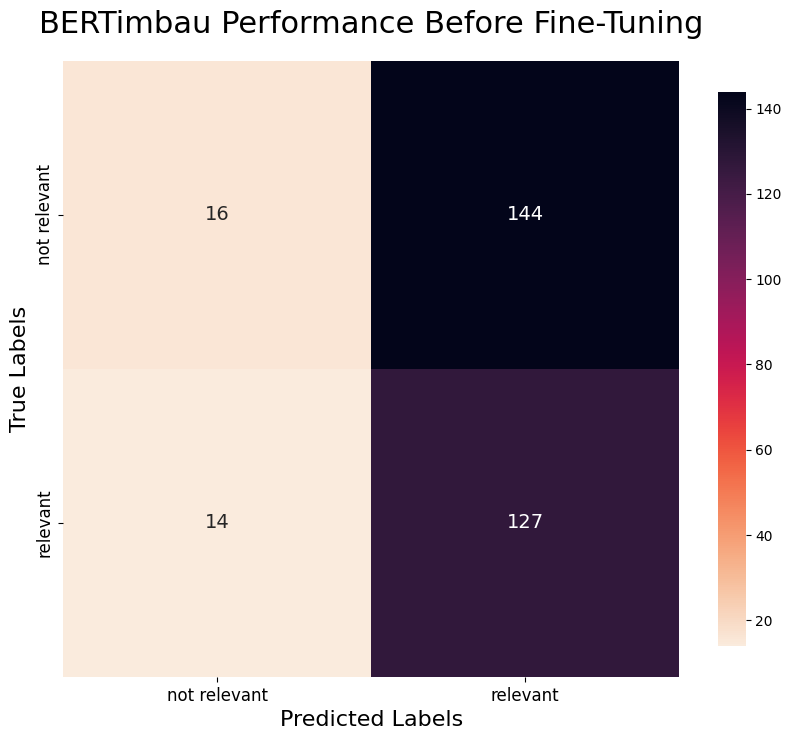 BERTimbau Performance Before Fine-Tuning
True Labels
not relevant
16
144
relevant
14
127
not relevant
relevant
Predicted Labels
140
120
100
80
60
40
20